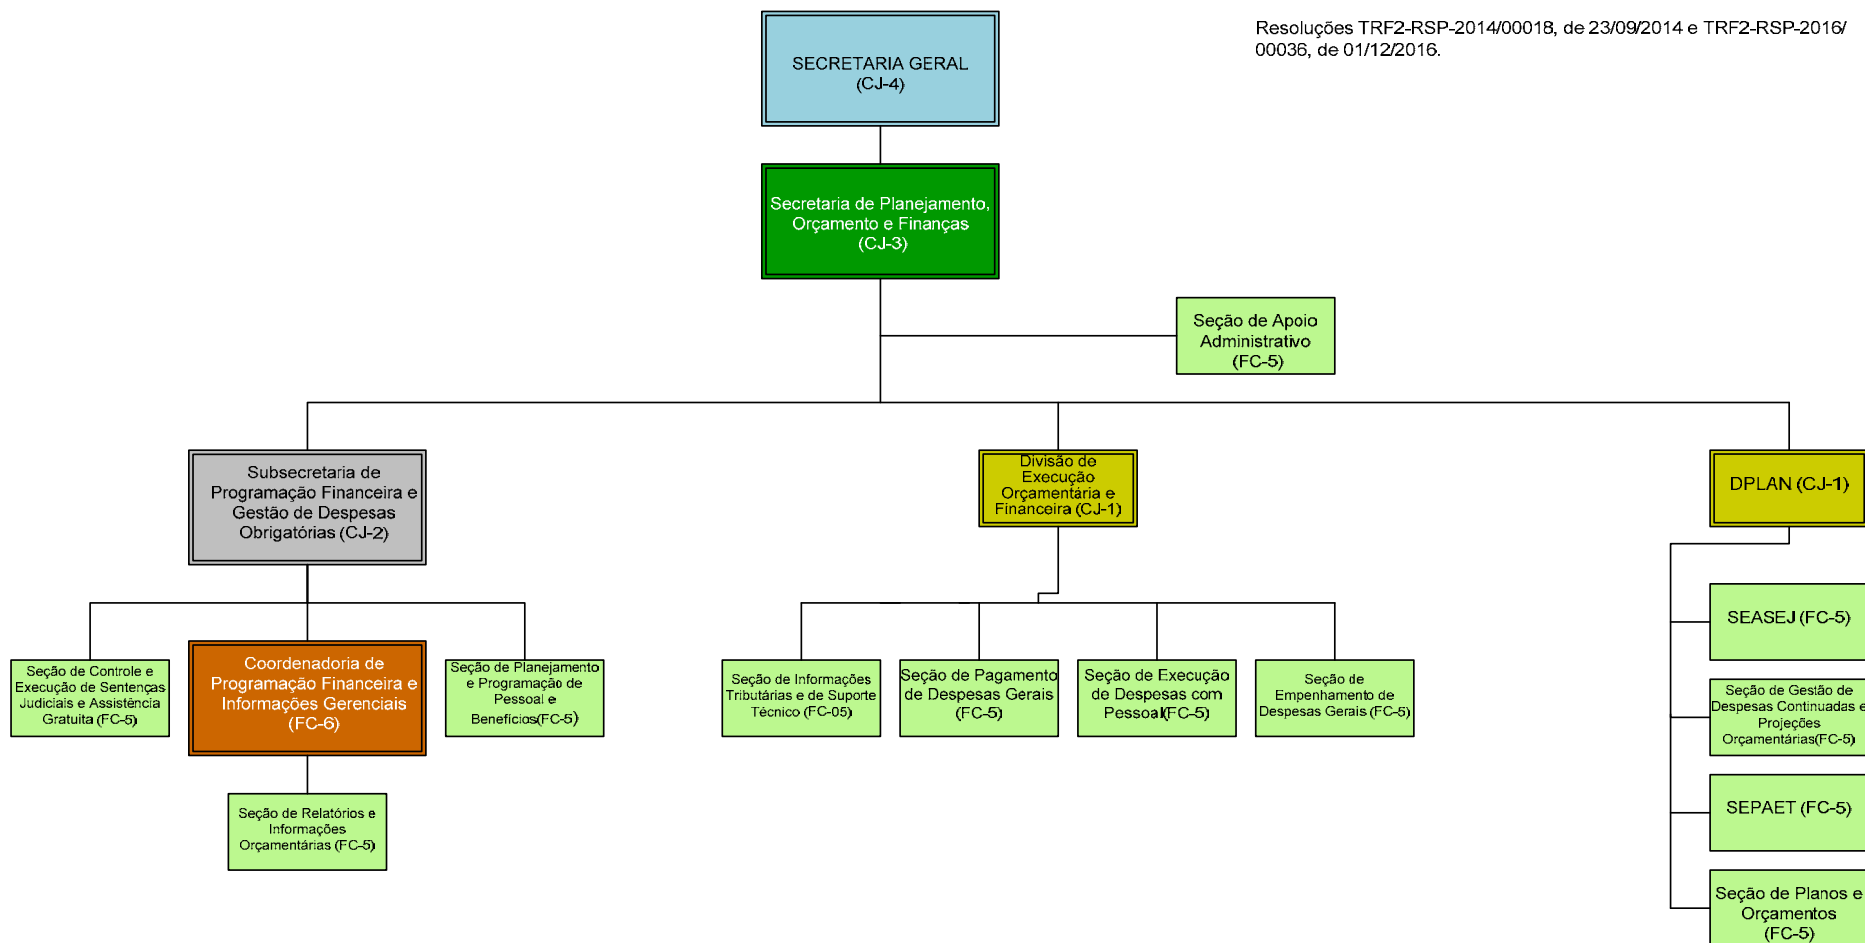 Resoluções TRF2-RSP-2014/00018, de 23/09/2014 e TRF2-RSP-2016/
00036, de 01/12/2016.
SECRETARIA GERAL
(CJ-4)
Secretaria de Planejamento,
Orçamento e Finanças
(CJ-3)
Seção de Apoio
Administrativo
(FC-5)
Subsecretaria de
Programação Financeira e
Gestão de Despesas
Obrigatórias (CJ-2)
Divisão de
Execução
Orçamentária e
Financeira (CJ-1)
DPLAN (CJ-1)
Seção de Controle e
Execução de Sentenças
Judiciais e Assistência
Gratuita (FC-5)
Coordenadoria de
Programação Financeira e
Informações Gerenciais
(FC-6)
Seção de Planejamento
e Programação de
Pessoal e
Benefícios(FC-5)
Seção de Relatórios e
Informações
Orçamentárias (FC-5)
Seção de Informações
Tributárias e de Suporte
Técnico (FC-05)
Seção de Pagamento
de Despesas Gerais
(FC-5)
Seção de Execução
de Despesas com
Pessoal(FC-5)
Seção de
Empenhamento de
Despesas Gerais (FC-5)
SEASEJ (FC-5)
Seção de Gestão de
Despesas Continuadas e
Projeções
Orçamentárias(FC-5)
SEPAET (FC-5)
Seção de Planos e
Orçamentos
(FC-5)